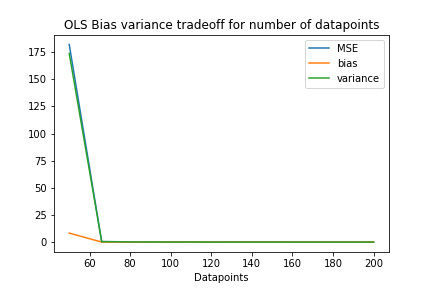 OLS Bias variance tradeoff for number of datapoints
MSE
bias
variance
175
150
125
100
75
50
25
0
60 80 100 120 140 160 180 200
Datapoints